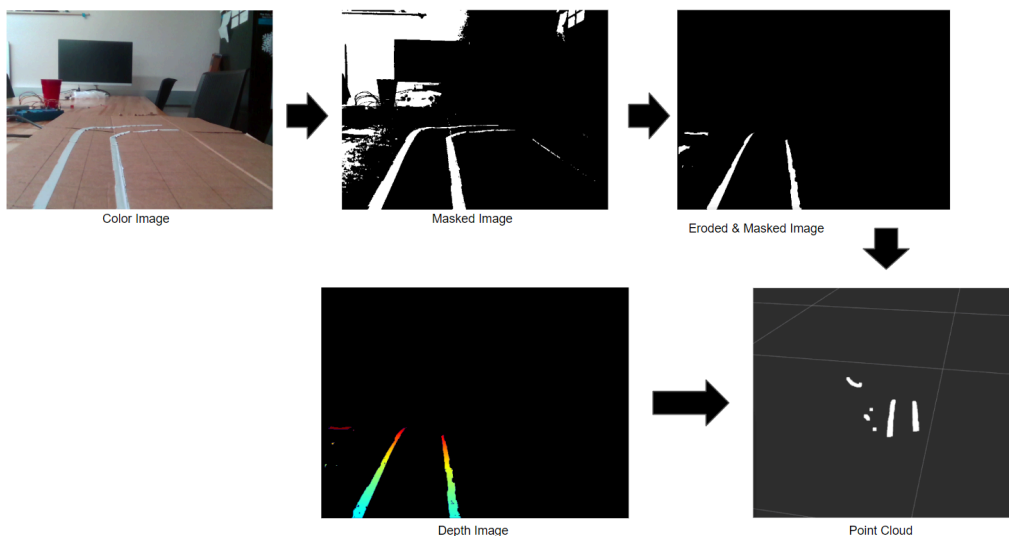 Color Image
Masked Image
Eroded & Masked Image
Depth Image
Point Cloud